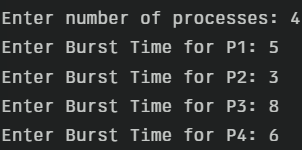 Enter number of processes: 4
Enter Burst Time for P1: 5
Enter Burst Time for P2: 3
Enter Burst Time for P3: 8
Enter Burst Time for P4: 6